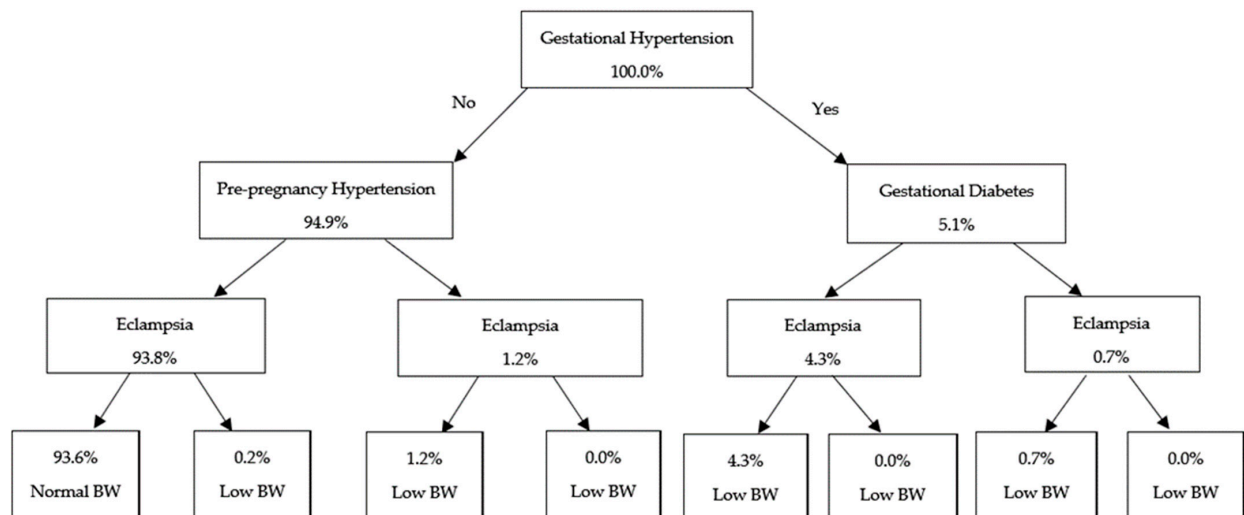 Gestational Hypertension
100.0%
No
Yes
Pre-pregnancy Hypertension
94.9%
Gestational Diabetes
5.1%
Eclampsia
93.8%
Eclampsia
1.2%
Eclampsia
4.3%
Eclampsia
0.7%
93.6%
Normal BW
0.2%
Low BW
1.2%
Low BW
0.0%
Low BW
4.3%
Low BW
0.0%
Low BW
0.7%
Low BW
0.0%
Low BW